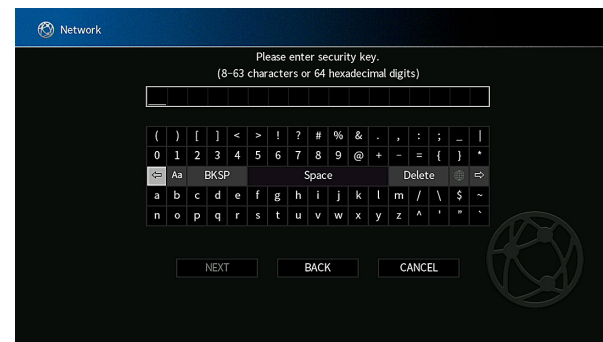 Network
Please enter security key.
(8-63 characters or 64 hexadecimal digits)
( ) [ ] < > ! ? # % & . , : ; _ |
0 1 2 3 4 5 6 7 8 9 @ + - = { } *
⇦ Aa BKSP Space Delete ⇨
a b c d e f g h i j k l m / \ $ ~
n o p q r s t u v w x y z ^ ' " `
NEXT BACK CANCEL